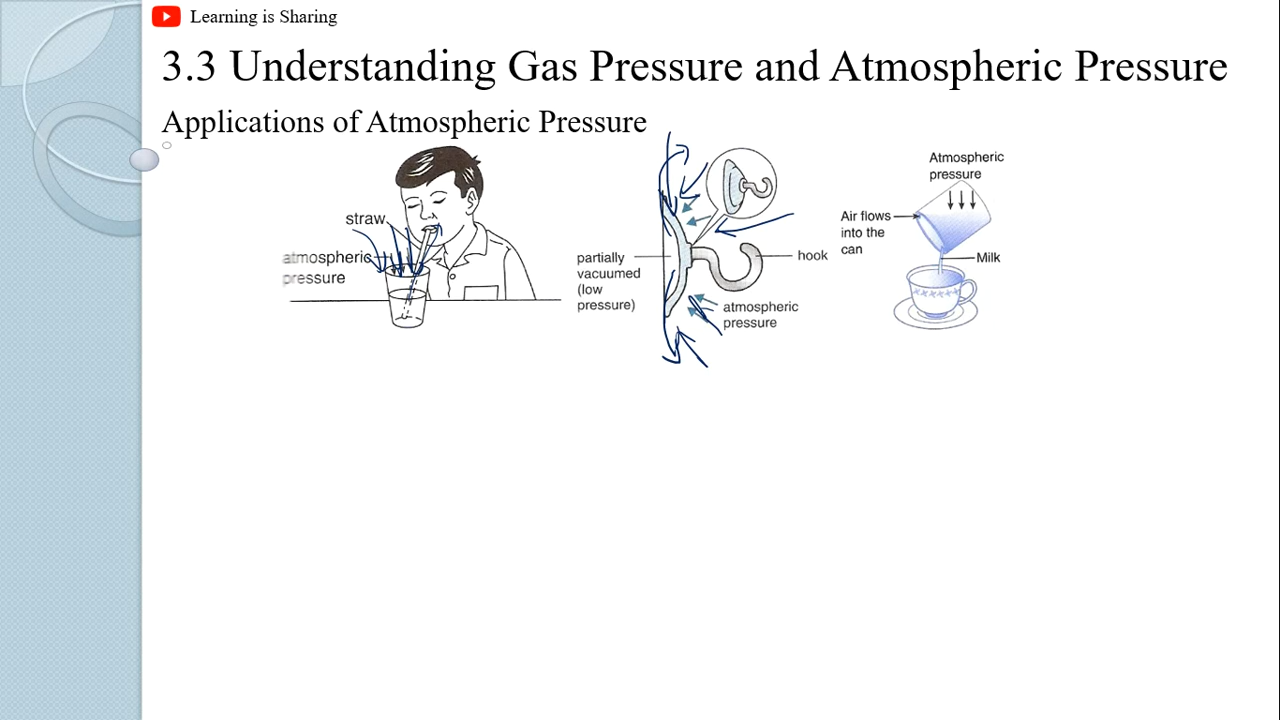 Learning is Sharing
3.3 Understanding Gas Pressure and Atmospheric Pressure
Applications of Atmospheric Pressure
straw
atmospheric
pressure
partially
vacuumed
(low
pressure)
hook
atmospheric
pressure
Atmospheric
pressure
Air flows
into the
can
Milk